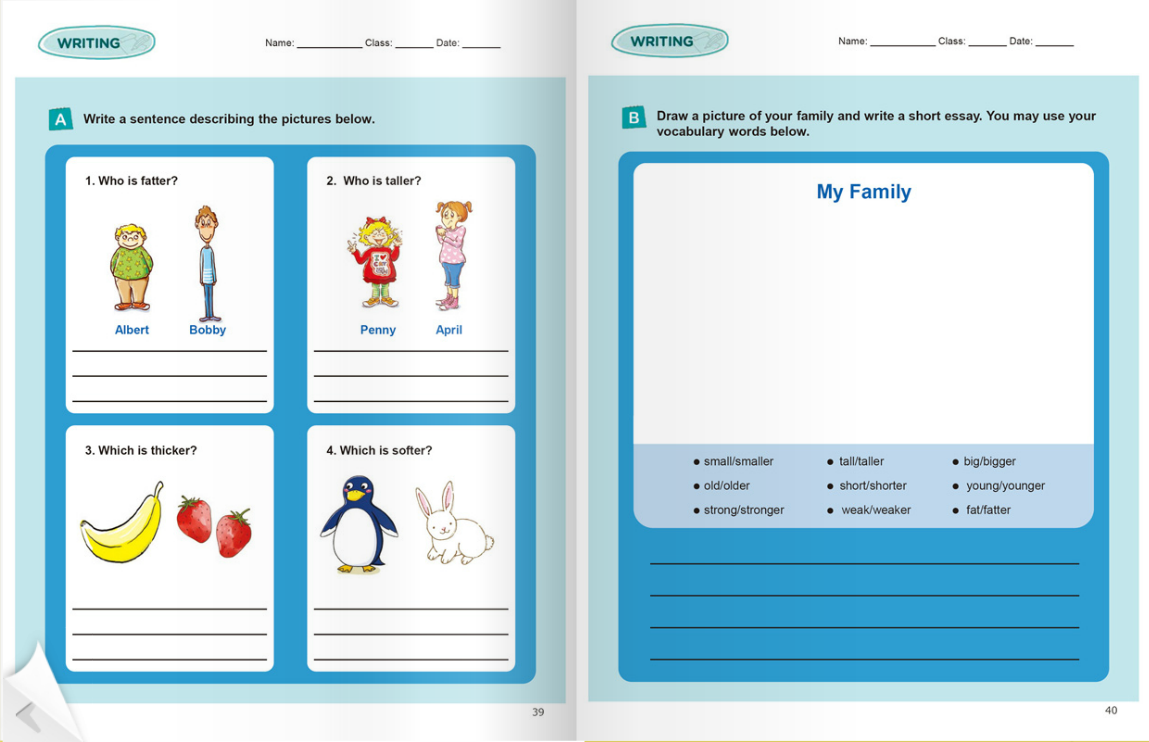 WRITING
Name: ____________ Class: _______ Date: _______
A Write a sentence describing the pictures below.
1. Who is fatter?
Albert Bobby
2. Who is taller?
I ♥
Penny April
3. Which is thicker?
4. Which is softer?
39
WRITING
Name: ____________ Class: _______ Date: _______
B Draw a picture of your family and write a short essay. You may use your
vocabulary words below.
My Family
● small/smaller ● tall/taller ● big/bigger
● old/older ● short/shorter ● young/younger
● strong/stronger ● weak/weaker ● fat/fatter
40